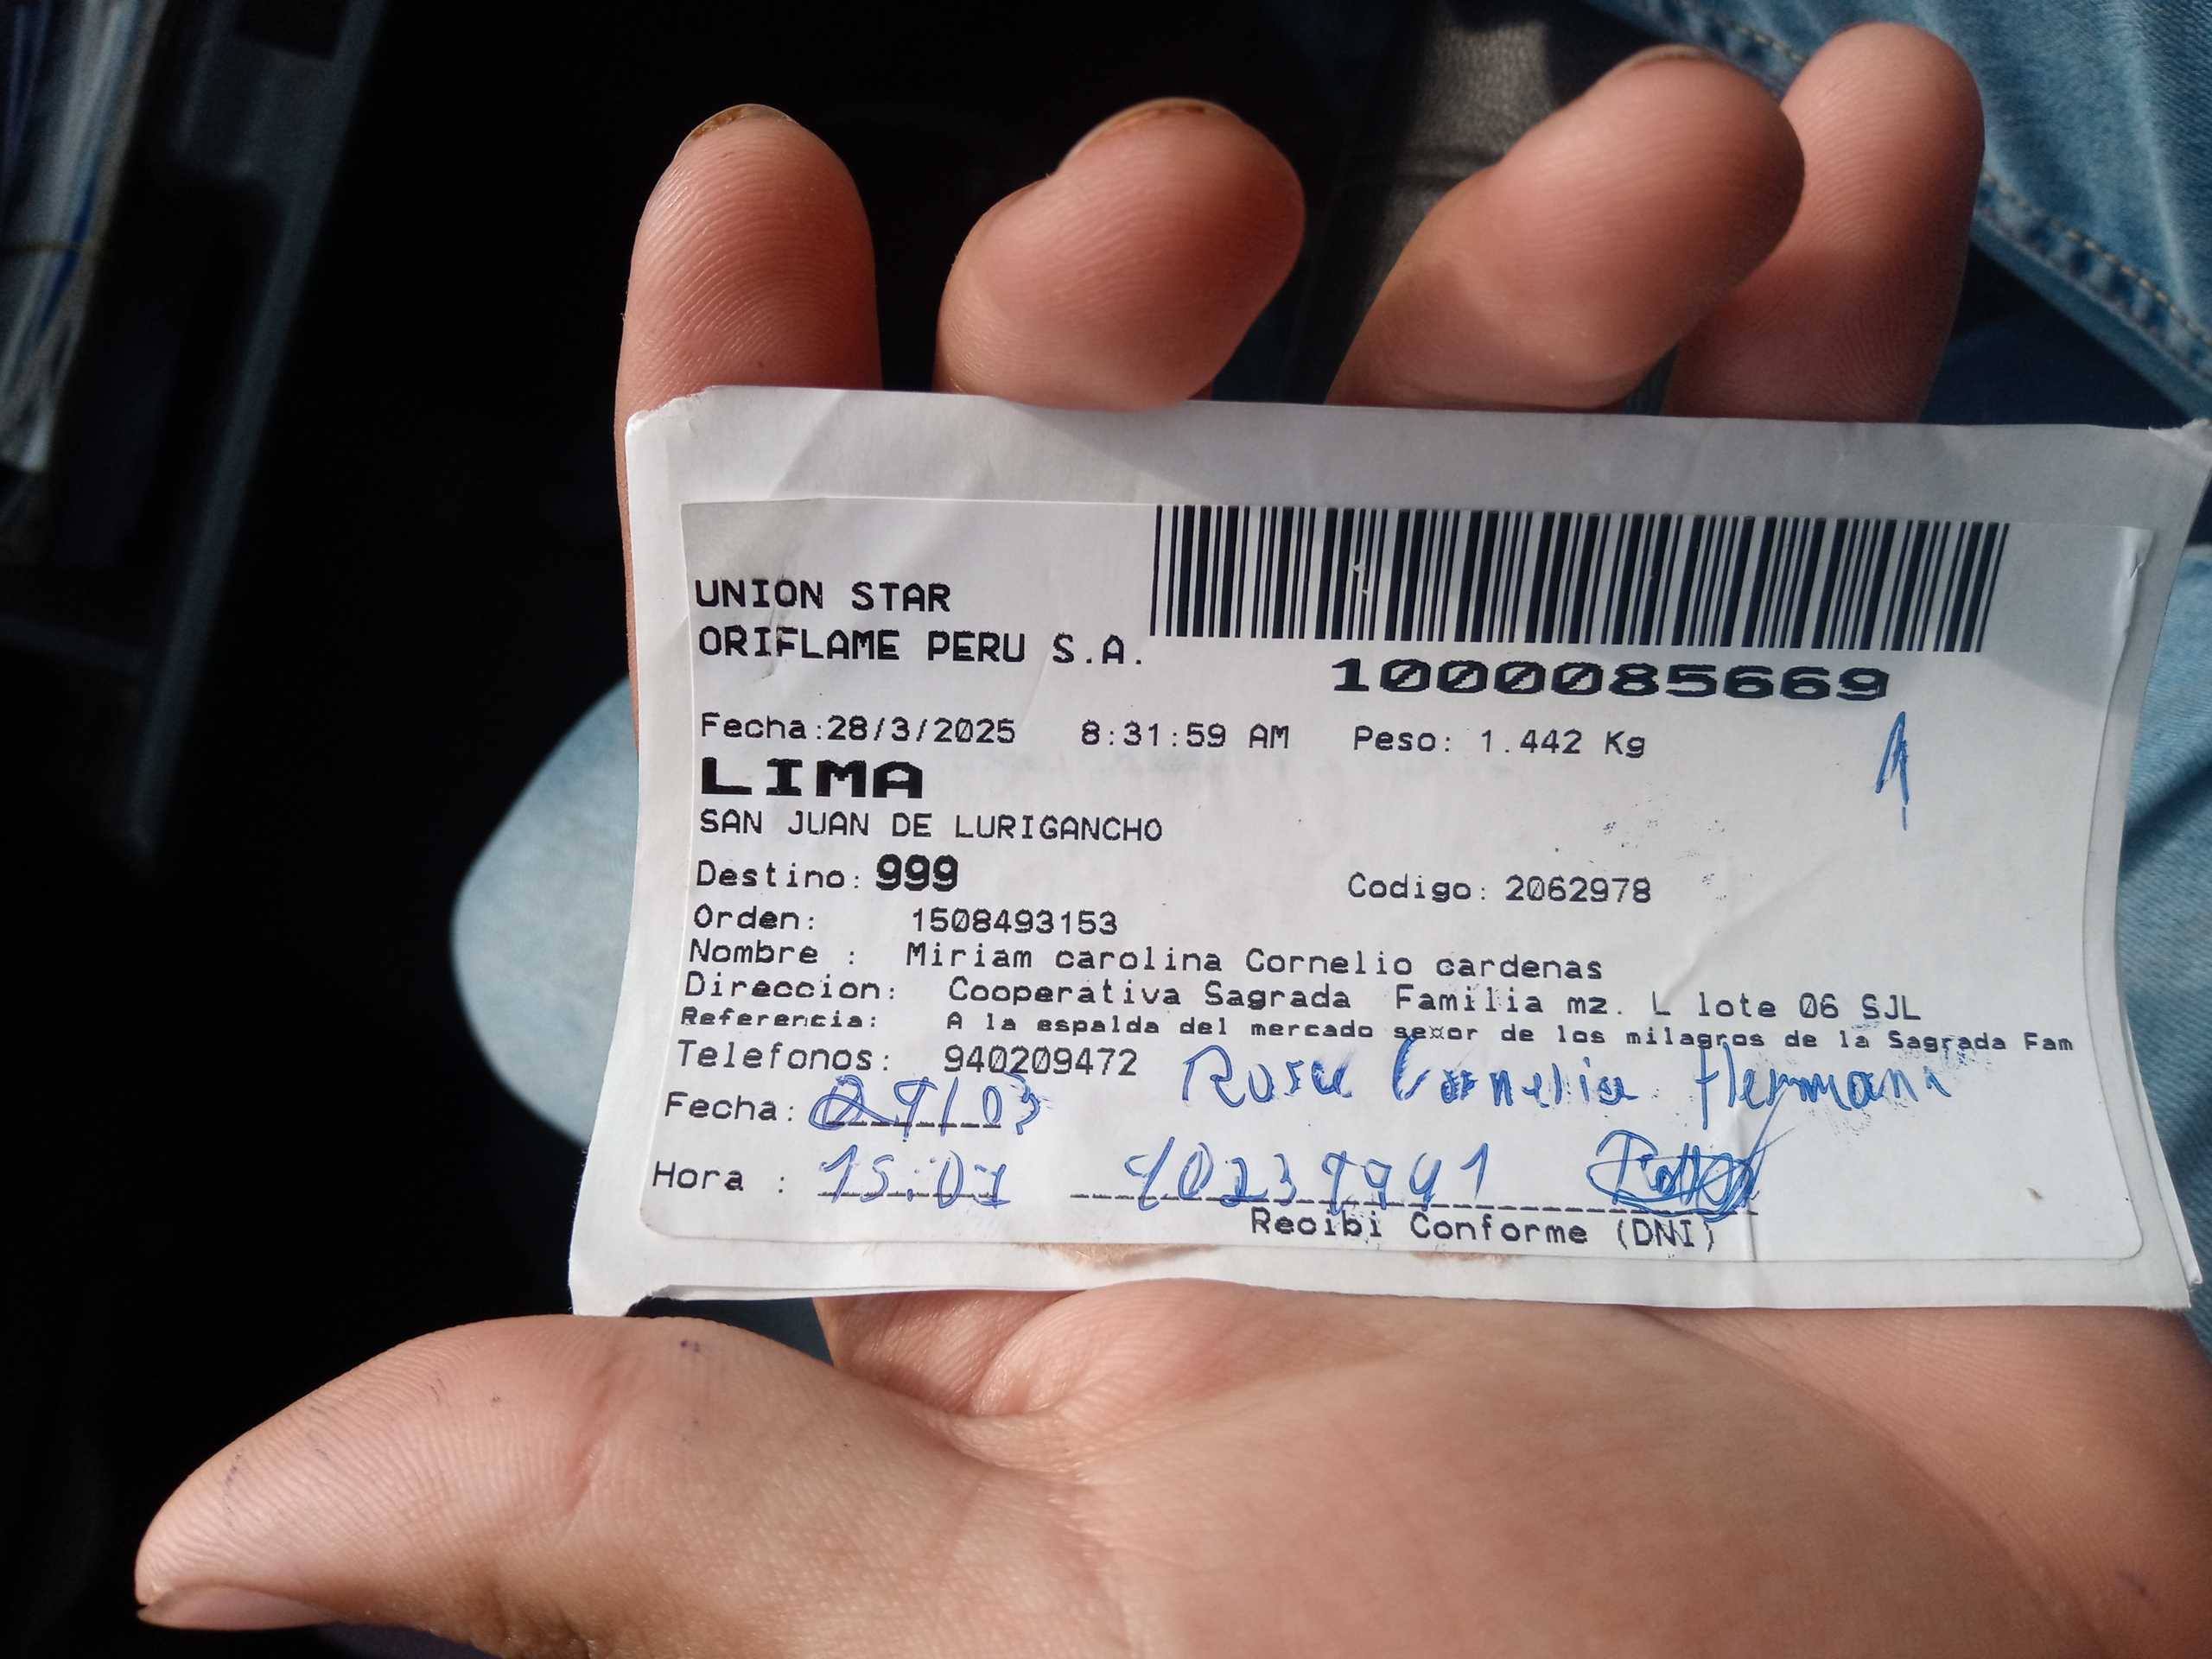 UNION STAR
ORIFLAME PERU S.A.
1000085669
Fecha:28/3/2025 8:31:59 AM Peso: 1.442 Kg
1
LIMA
SAN JUAN DE LURIGANCHO
Destino: 999 Codigo: 2062978
Orden: 1508493153
Nombre : Miriam carolina Cornelio cardenas
Direccion: Cooperativa Sagrada Familia mz. L lote 06 SJL
Referencia: A la espalda del mercado sexor de los milagros de la Sagrada Fam
Telefonos: 940209472
Hermana
Fecha: 29/03
Hora : 15:07
Recibi Conforme (DNI)